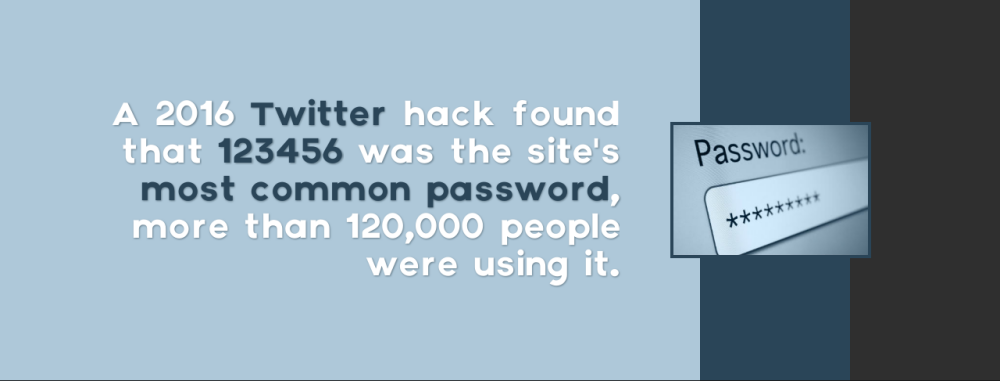 A 2016 Twitter hack found
that 123456 was the site's
most common password,
more than 120,000 people
were using it.
Password:
*********